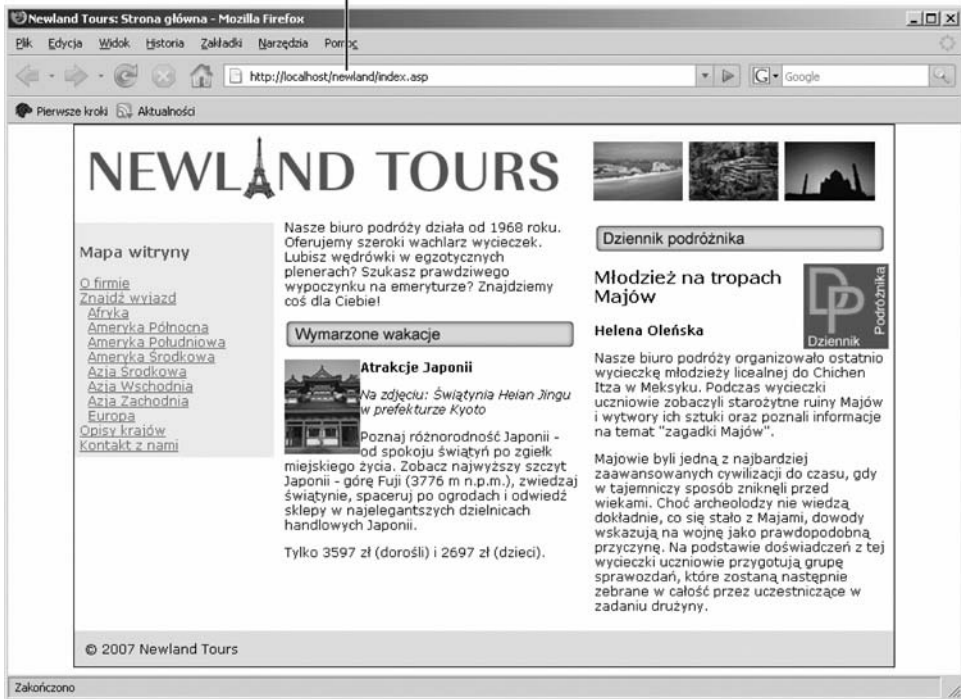 Newland Tours: Strona główna - Mozilla Firefox
Plik Edycja Widok Historia Zakładki Narzędzia Pomoc
http://localhost/newland/index.asp
G Google
Pierwsze kroki Aktualności
NEWLAND TOURS
Mapa witryny
O firmie
Znajdź wyjazd
Afryka
Ameryka Północna
Ameryka Południowa
Ameryka Środkowa
Azja Środkowa
Azja Wschodnia
Azja Zachodnia
Europa
Opisy krajów
Kontakt z nami
Nasze biuro podróży działa od 1968 roku.
Oferujemy szeroki wachlarz wycieczek.
Lubisz wędrówki w egzotycznych
plenerach? Szukasz prawdziwego
wypoczynku na emeryturze? Znajdziemy
coś dla Ciebie!
Wymarzone wakacje
Atrakcje Japonii
Na zdjęciu: Świątynia Heian Jingu
w prefekturze Kyoto
Poznaj różnorodność Japonii -
od spokoju świątyń po zgiełk
miejskiego życia. Zobacz najwyższy szczyt
Japonii - górę Fuji (3776 m n.p.m.), zwiedzaj
świątynie, spaceruj po ogrodach i odwiedź
sklepy w najelegantszych dzielnicach
handlowych Japonii.
Tylko 3597 zł (dorośli) i 2697 zł (dzieci).
Dziennik podróżnika
Młodzież na tropach
Majów
DP
Dziennik
Podróżnika
Helena Oleńska
Nasze biuro podróży organizowało ostatnio
wycieczkę młodzieży licealnej do Chichen
Itza w Meksyku. Podczas wycieczki
uczniowie zobaczyli starożytne ruiny Majów
i wytwory ich sztuki oraz poznali informacje
na temat "zagadki Majów".
Majowie byli jedną z najbardziej
zaawansowanych cywilizacji do czasu, gdy
w tajemniczy sposób zniknęli przed
wiekami. Choć archeolodzy nie wiedzą
dokładnie, co się stało z Majami, dowody
wskazują na wojnę jako prawdopodobną
przyczynę. Na podstawie doświadczeń z tej
wycieczki uczniowie przygotują grupę
sprawozdań, które zostaną następnie
zebrane w całość przez uczestniczące w
zadaniu drużyny.
© 2007 Newland Tours
Zakończono